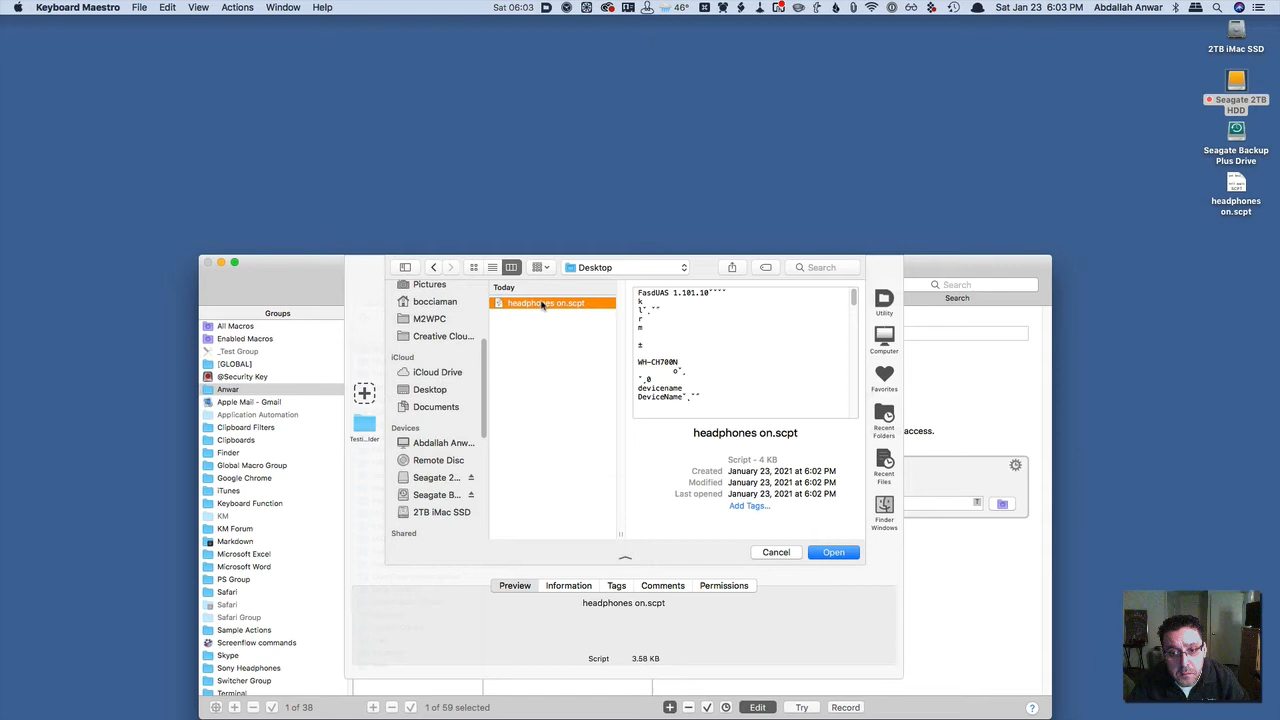 Keyboard Maestro File Edit View Actions Window Help Sat 06:03 46° Sat Jan 23 6:03 PM Abdallah Anwar
2TB iMac SSD
Seagate 2TB
HDD
Seagate Backup
Plus Drive
headphones
on.scpt
Desktop
Search
Search
Search
Groups
All Macros
Enabled Macros
_Test Group
[GLOBAL]
@Security Key
Anwar
Apple Mail - Gmail
Application Automation
Clipboard Filters
Clipboards
Finder
Global Macro Group
Google Chrome
iTunes
Keyboard Function
KM
KM Forum
Markdown
Microsoft Excel
Microsoft Word
PS Group
Safari
Safari
Safari Group
Sample Actions
Screenflow commands
Skype
Sony Headphones
Switcher Group
Terminal
1 of 38
Testi...lder
Pictures
bocciaman
M2WPC
Creative Clou...
iCloud
iCloud Drive
Desktop
Documents
Devices
Abdallah Anw...
Remote Disc
Seagate 2...
Seagate B...
2TB iMac SSD
Shared
Today
headphones on.scpt
FasdUAS 1.101.10
k
l
r
m
±
WH-CH700N
o
0
devicename
DeviceName
headphones on.scpt
Script - 4 KB
Created January 23, 2021 at 6:02 PM
Modified January 23, 2021 at 6:02 PM
Last opened January 23, 2021 at 6:02 PM
Add Tags...
Cancel Open
Utility
Computer
Favorites
Recent
Folders
Recent
Files
Finder
Windows
access.
T
Preview Information Tags Comments Permissions
headphones on.scpt
Script 3.58 KB
1 of 59 selected
Edit Try Record
?